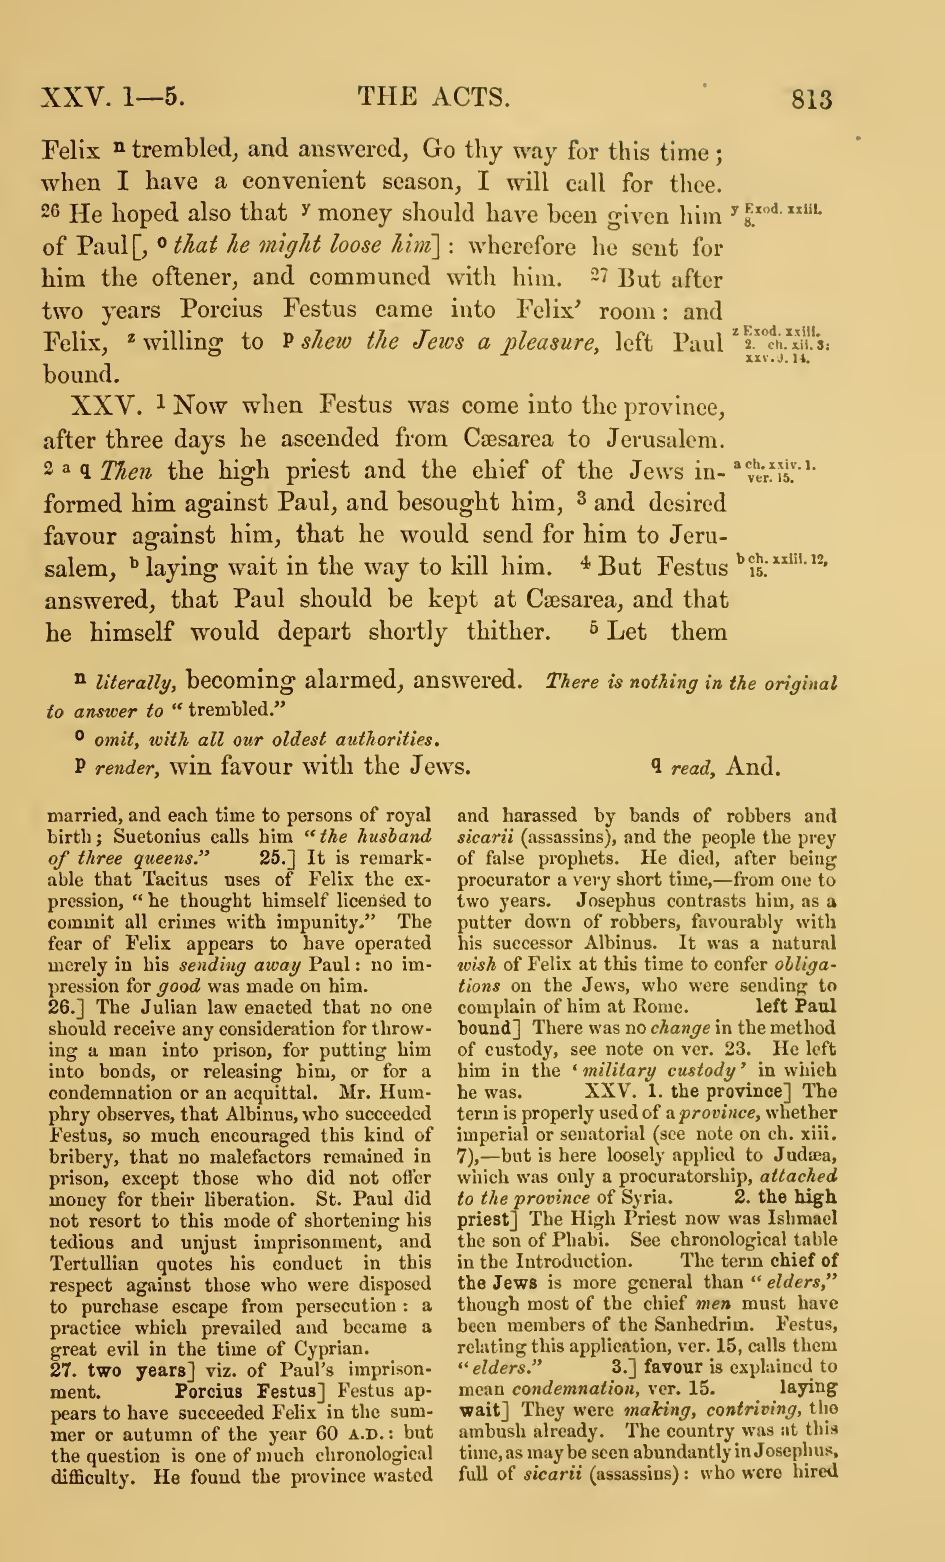 XXV. 1—5.
THE ACTS.
813
Felix n trembled, and answered, Go thy way for this time;
when I have a convenient season, I will call for thee.
26 He hoped also that y money should have been given him
of Paul[, o that he might loose him] : wherefore he sent for
him the oftener, and communed with him. 27 But after
two years Porcius Festus came into Felix' room: and
Felix, z willing to p shew the Jews a pleasure, left Paul
bound.
y Exod. xxiii.
8.
z Exod. xxiii.
2. ch. xii. 3:
xxv. 9, 14.
XXV. 1 Now when Festus was come into the province,
after three days he ascended from Cæsarea to Jerusalem.
2 a q Then the high priest and the chief of the Jews in-
formed him against Paul, and besought him, 3 and desired
favour against him, that he would send for him to Jeru-
salem, b laying wait in the way to kill him. 4 But Festus
answered, that Paul should be kept at Cæsarea, and that
he himself would depart shortly thither. 5 Let them
a ch. xxiv. 1.
ver. 15.
b ch. xxiii. 12,
15.
n literally, becoming alarmed, answered. There is nothing in the original
to answer to “ trembled.”
o omit, with all our oldest authorities.
p render, win favour with the Jews.
q read, And.
married, and each time to persons of royal
birth; Suetonius calls him “the husband
of three queens.” 25.] It is remark-
able that Tacitus uses of Felix the ex-
pression, “ he thought himself licensed to
commit all crimes with impunity.” The
fear of Felix appears to have operated
merely in his sending away Paul : no im-
pression for good was made on him.
26.] The Julian law enacted that no one
should receive any consideration for throw-
ing a man into prison, for putting him
into bonds, or releasing him, or for a
condemnation or an acquittal. Mr. Hum-
phry observes, that Albinus, who succeeded
Festus, so much encouraged this kind of
bribery, that no malefactors remained in
prison, except those who did not offer
money for their liberation. St. Paul did
not resort to this mode of shortening his
tedious and unjust imprisonment, and
Tertullian quotes his conduct in this
respect against those who were disposed
to purchase escape from persecution : a
practice which prevailed and became a
great evil in the time of Cyprian.
27. two years] viz. of Paul's imprison-
ment. Porcius Festus] Festus ap-
pears to have succeeded Felix in the sum-
mer or autumn of the year 60 A.D.: but
the question is one of much chronological
difficulty. He found the province wasted
and harassed by bands of robbers and
sicarii (assassins), and the people the prey
of false prophets. He died, after being
procurator a very short time,—from one to
two years. Josephus contrasts him, as a
putter down of robbers, favourably with
his successor Albinus. It was a natural
wish of Felix at this time to confer obliga-
tions on the Jews, who were sending to
complain of him at Rome. left Paul
bound] There was no change in the method
of custody, see note on ver. 23. He left
him in the ‘military custody’ in which
he was. XXV. 1. the province] The
term is properly used of a province, whether
imperial or senatorial (see note on ch. xiii.
7),—but is here loosely applied to Judæa,
which was only a procuratorship, attached
to the province of Syria. 2. the high
priest] The High Priest now was Ishmael
the son of Phabi. See chronological table
in the Introduction. The term chief of
the Jews is more general than “elders,”
though most of the chief men must have
been members of the Sanhedrim. Festus,
relating this application, ver. 15, calls them
“elders.” 3.] favour is explained to
mean condemnation, ver. 15. laying
wait] They were making, contriving, the
ambush already. The country was at this
time, as may be seen abundantly in Josephus,
full of sicarii (assassins) : who were hired